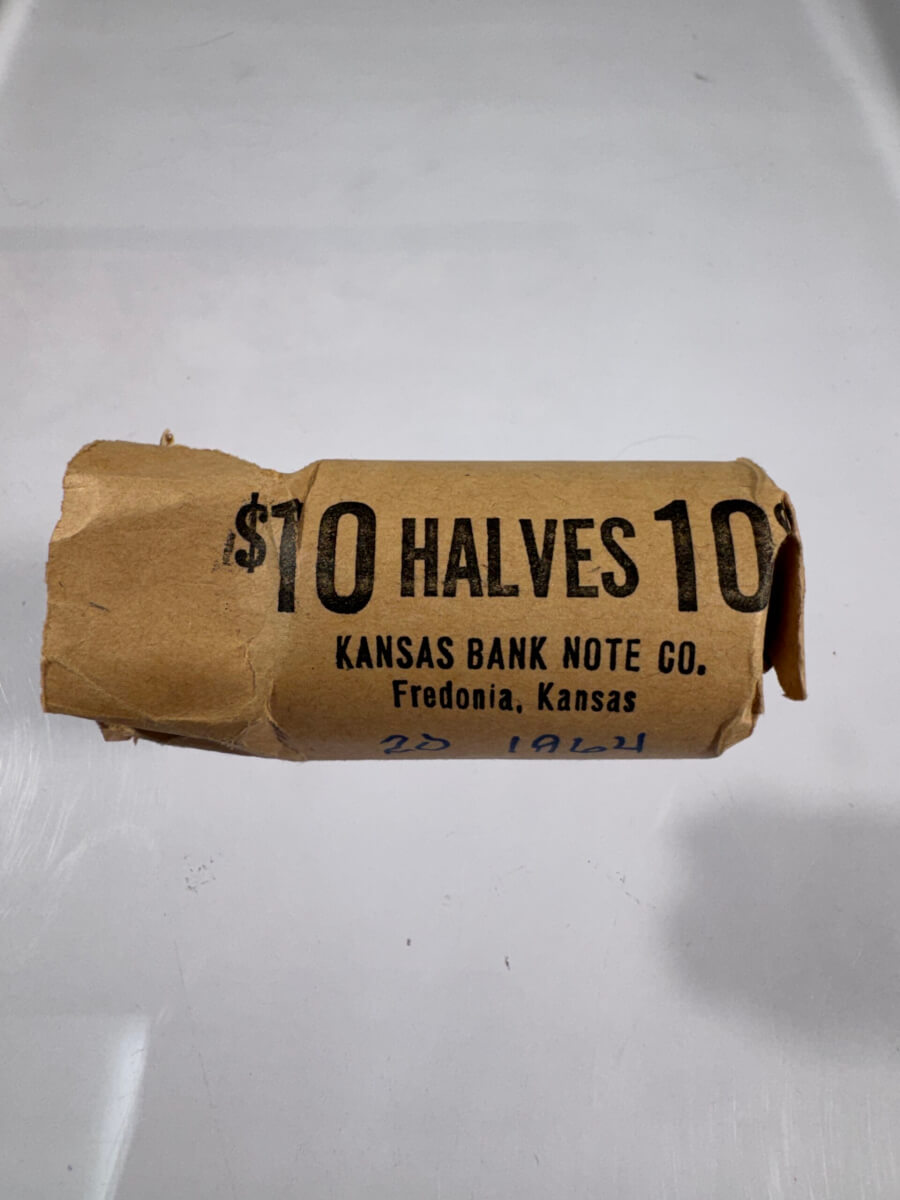 $10 HALVES 10
KANSAS BANK NOTE CO.
Fredonia, Kansas
20 1964